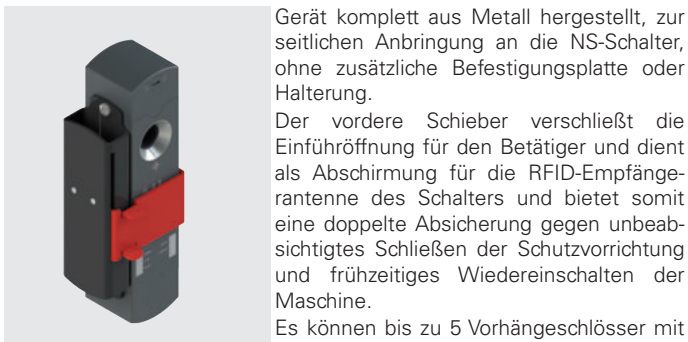 Gerät komplett aus Metall hergestellt, zur
seitlichen Anbringung an die NS-Schalter,
ohne zusätzliche Befestigungsplatte oder
Halterung.
Der vordere Schieber verschließt die
Einführöffnung für den Betätiger und dient
als Abschirmung für die RFID-Empfänge-
rantenne des Schalters und bietet somit
eine doppelte Absicherung gegen unbeab-
sichtigtes Schließen der Schutzvorrichtung
und frühzeitiges Wiedereinschalten der
Maschine.
Es können bis zu 5 Vorhängeschlösser mit